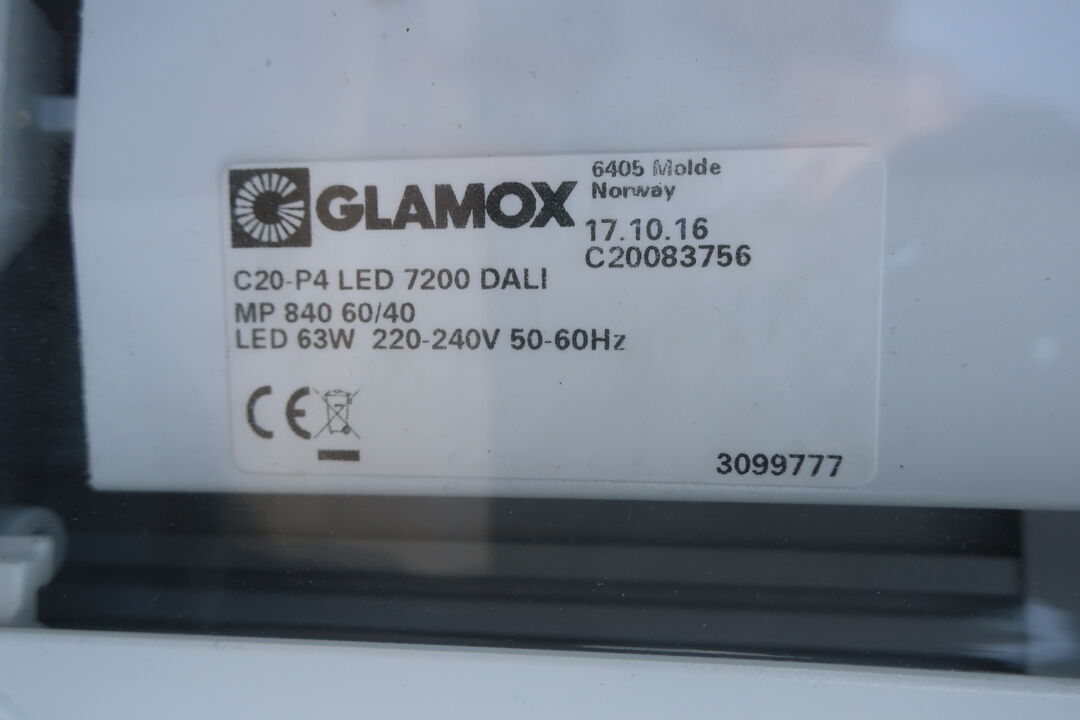 GLAMOX
6405 Molde
Norway
17.10.16
C20083756
C20-P4 LED 7200 DALI
MP 840 60/40
LED 63W 220-240V 50-60Hz
CE
3099777